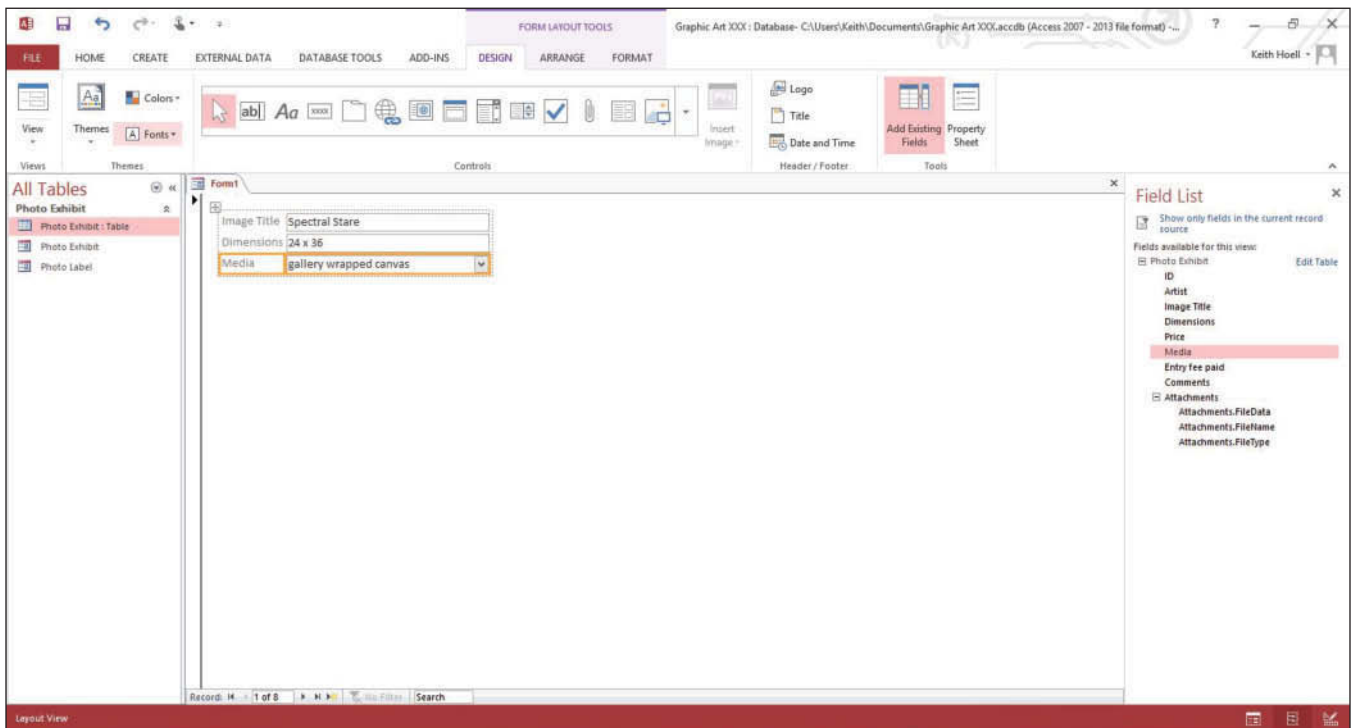 FORM LAYOUT TOOLS
Graphic Art XXX : Database- C:\Users\Keith\Documents\Graphic Art XXX.accdb (Access 2007 - 2013 file format) -...
?
FILE HOME CREATE EXTERNAL DATA DATABASE TOOLS ADD-INS DESIGN ARRANGE FORMAT
Keith Hoell
View
Aa
Themes
Colors
A Fonts
ab|
Aa
xxxx
Insert Image
Logo
Title
Date and Time
Add Existing Fields
Property Sheet
Views Themes Controls Header / Footer Tools
All Tables
Photo Exhibit
Photo Exhibit : Table
Photo Exhibit
Photo Label
Form1
Image Title Spectral Stare
Dimensions 24 x 36
Media gallery wrapped canvas
Field List
Show only fields in the current record
source
Fields available for this view:
Photo Exhibit Edit Table
ID
Artist
Image Title
Dimensions
Price
Media
Entry fee paid
Comments
Attachments
Attachments.FileData
Attachments.FileName
Attachments.FileType
Record: 1 of 8 No Filter Search
Layout View